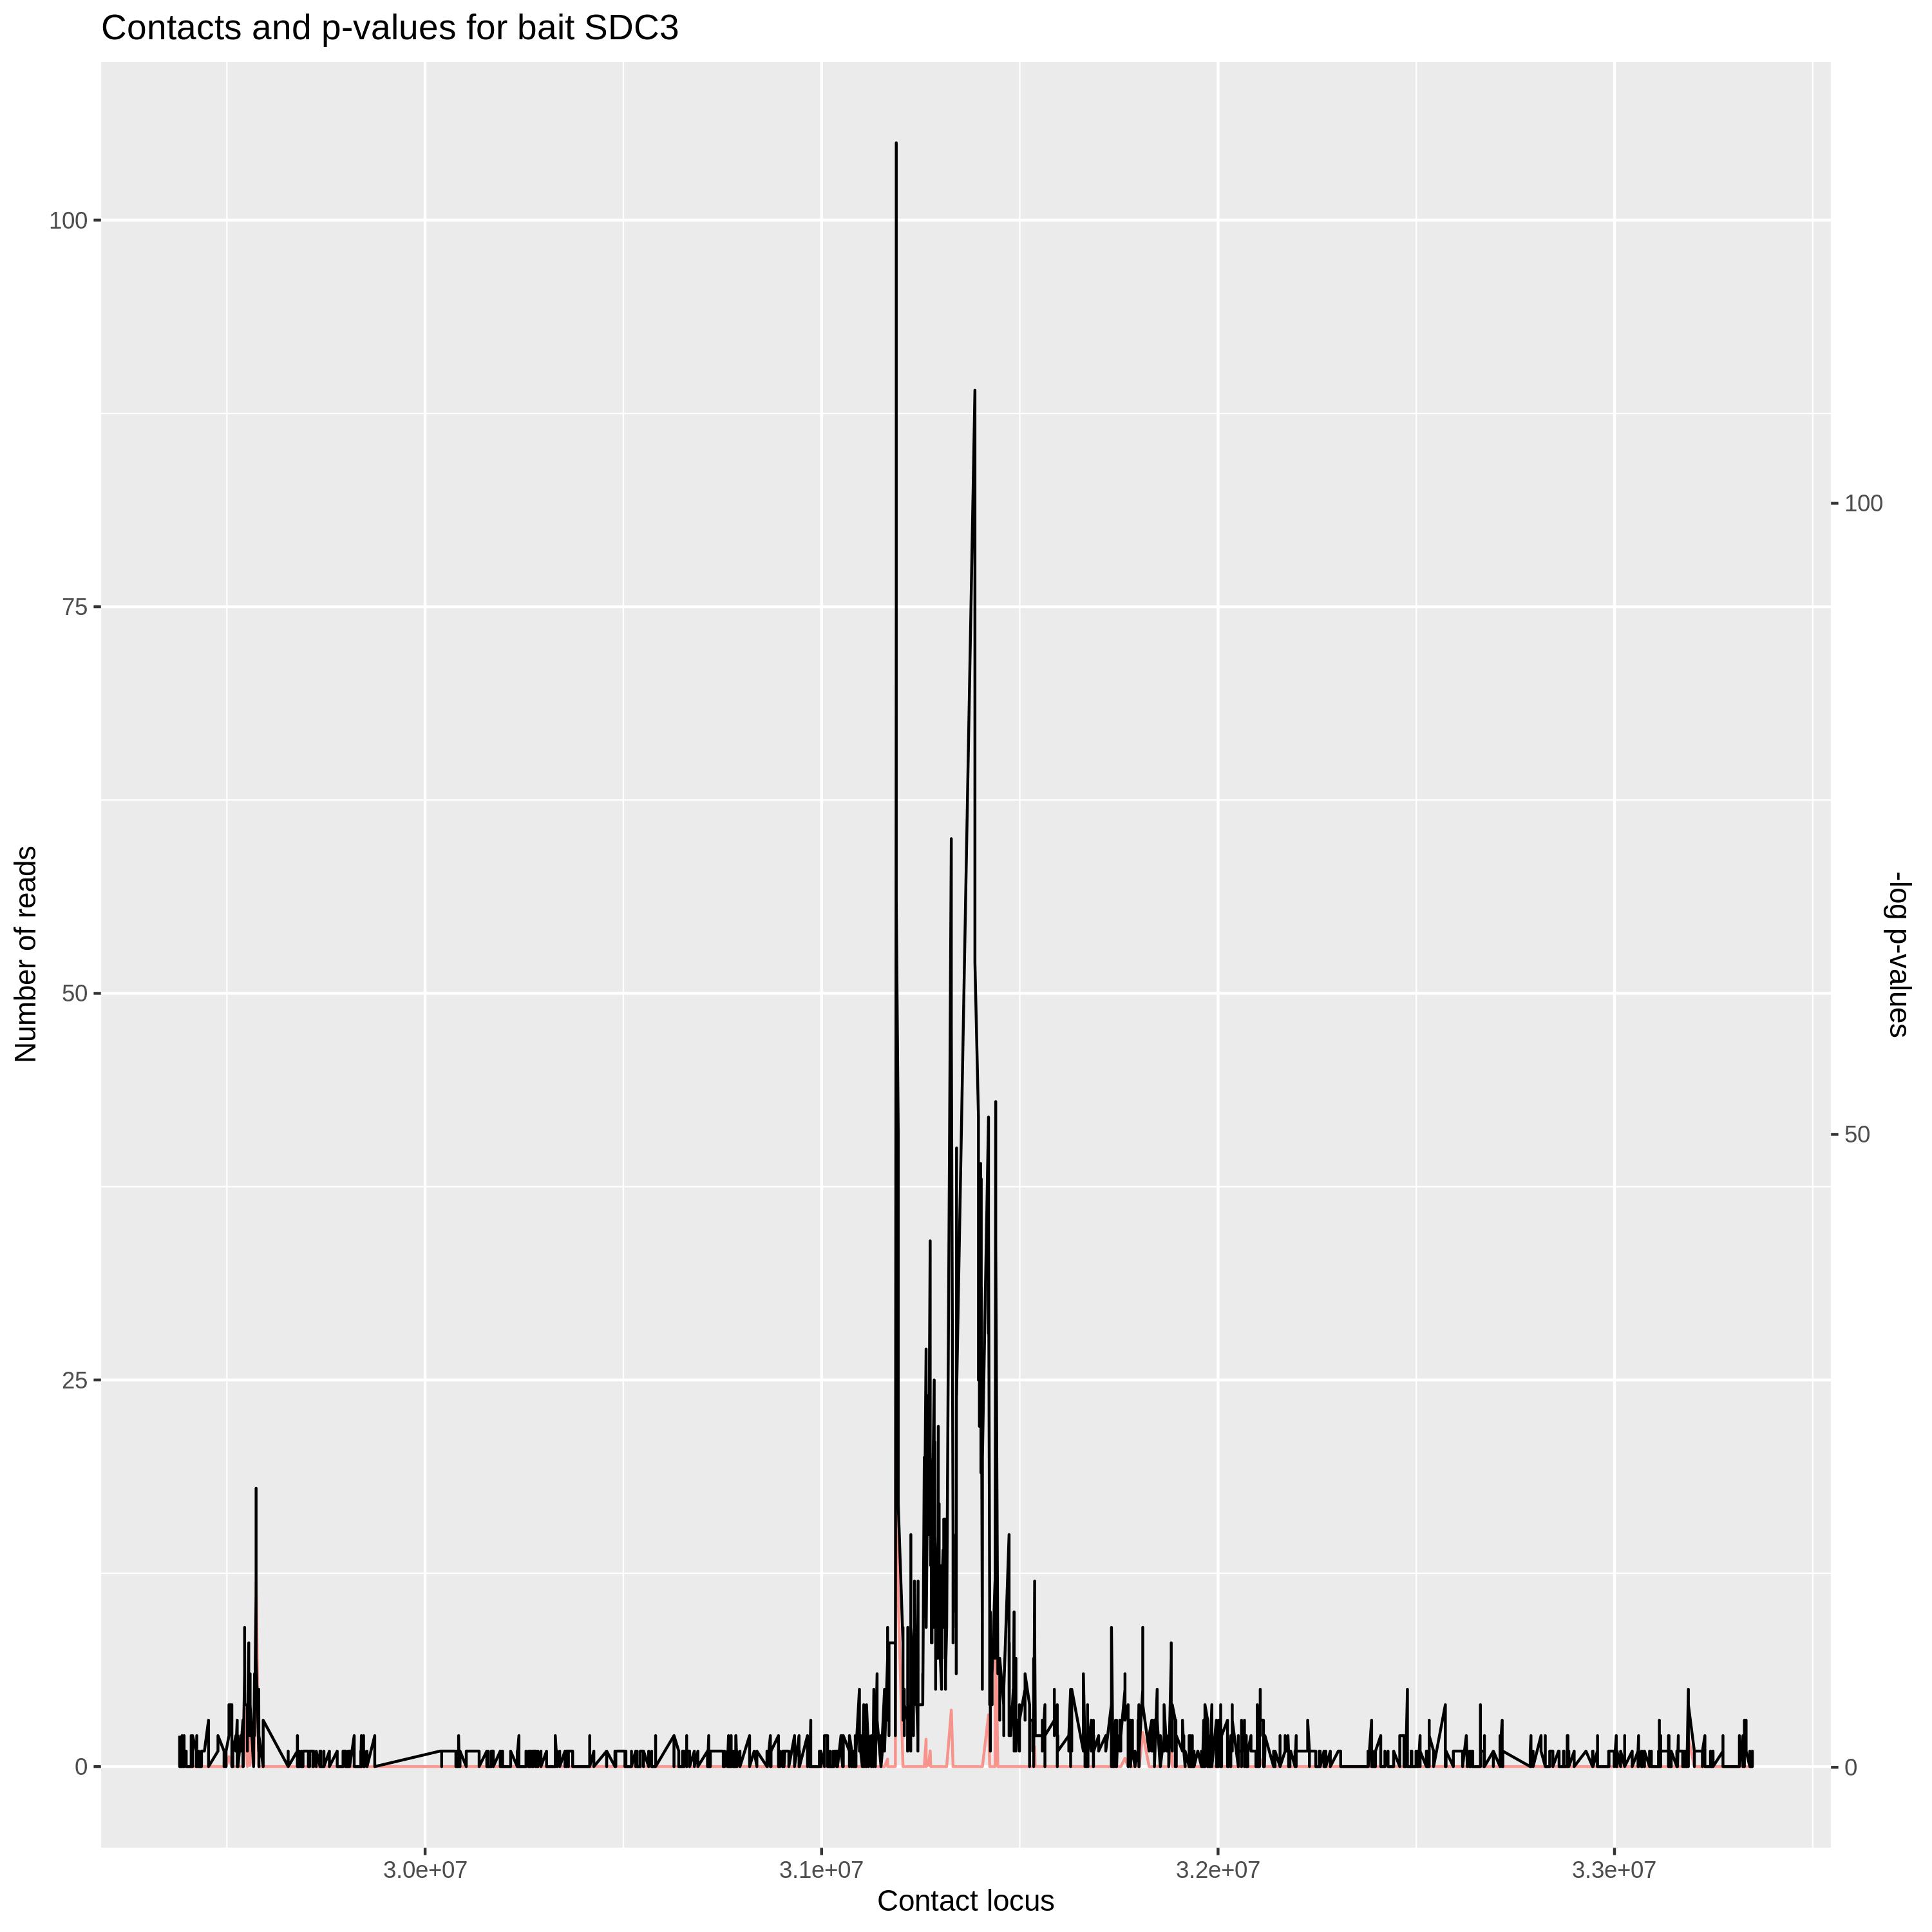 Contacts and p-values for bait SDC3
100
75
50
25
0
Number of reads
100
50
0
-log p-values
3.0e+07 3.1e+07 3.2e+07 3.3e+07
Contact locus